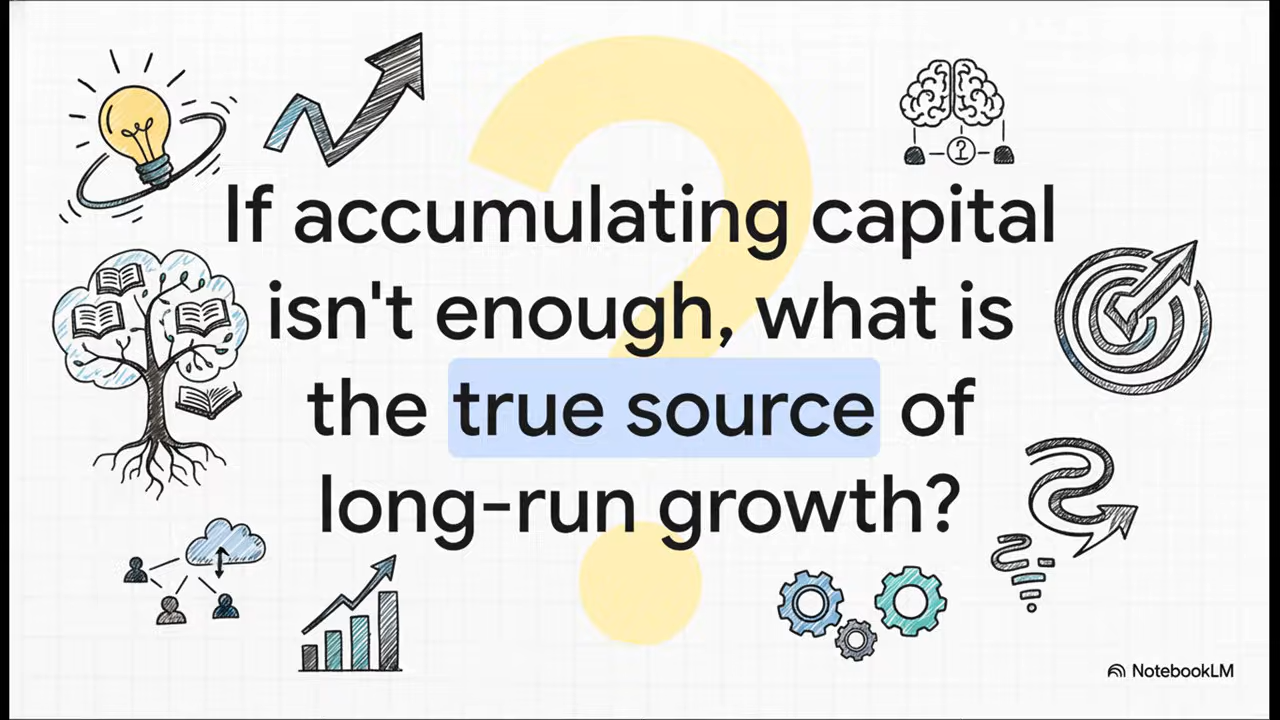 If accumulating capital
isn't enough, what is
the true source of
long-run growth?
NotebookLM